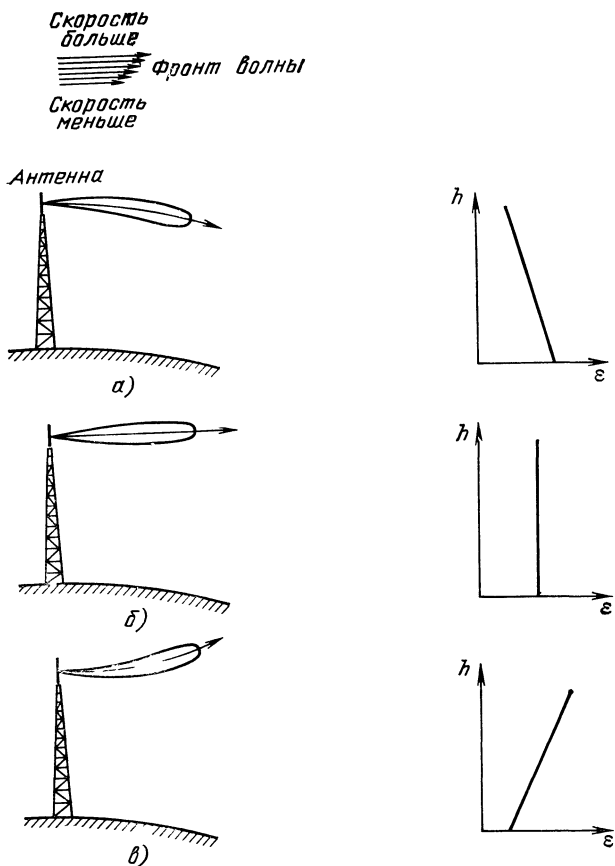 Скорость
больше
Фронт волны
Скорость
меньше
Антенна
h
ε
а)
h
ε
б)
h
ε
в)